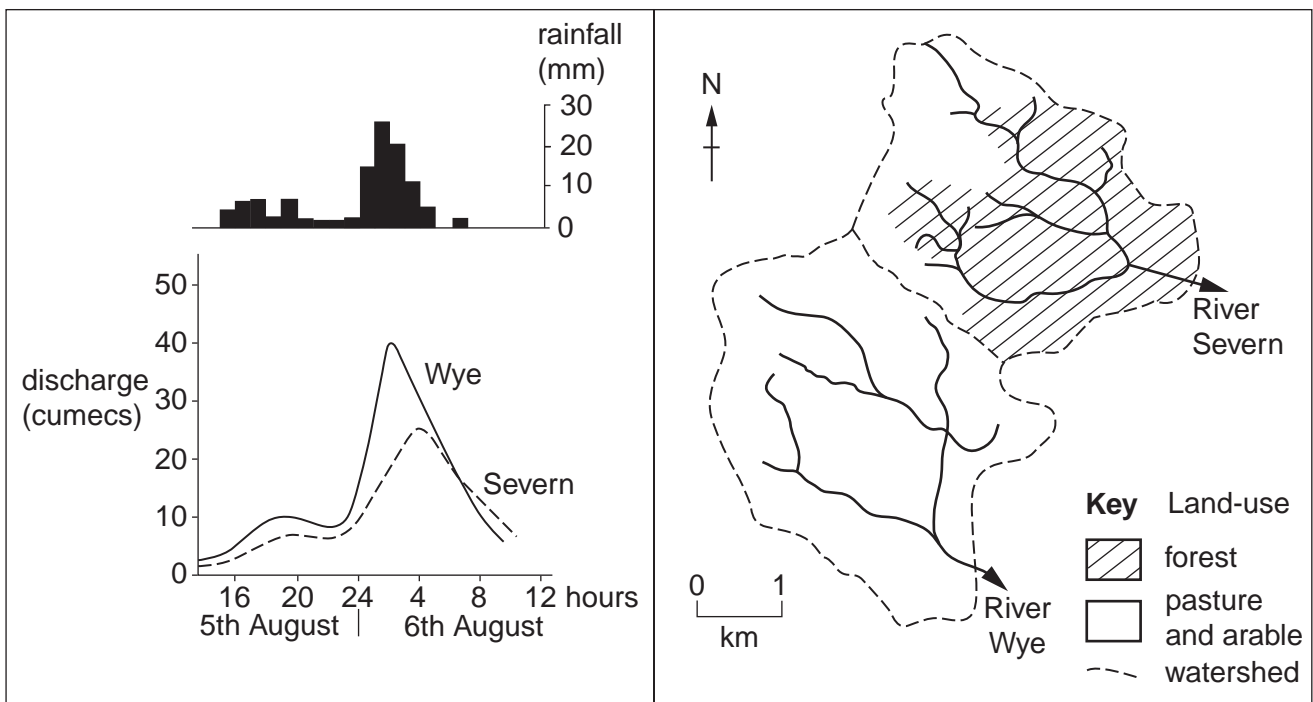 rainfall
(mm)
30
20
10
0
50
40
30
20
10
0
discharge
(cumecs)
Wye
Severn
16 20 24 4 8 12 hours
5th August 6th August
N
River
Severn
River
Wye
0 1
km
Key Land-use
forest
pasture
and arable
watershed